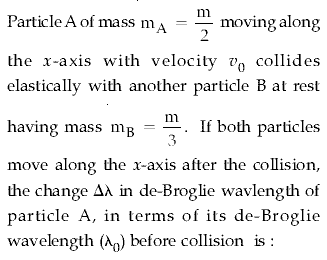 Particle A of mass m_A = m/2 moving along
the x-axis with velocity v_0 collides
elastically with another particle B at rest
having mass m_B = m/3. If both particles
move along the x-axis after the collision,
the change Δλ in de-Broglie wavlength of
particle A, in terms of its de-Broglie
wavelength (λ_0) before collision is :